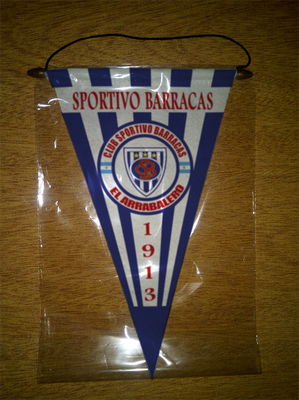 SPORTIVO BARRACAS
CLUB SPORTIVO BARRACAS
EL ARRABALERO
1913